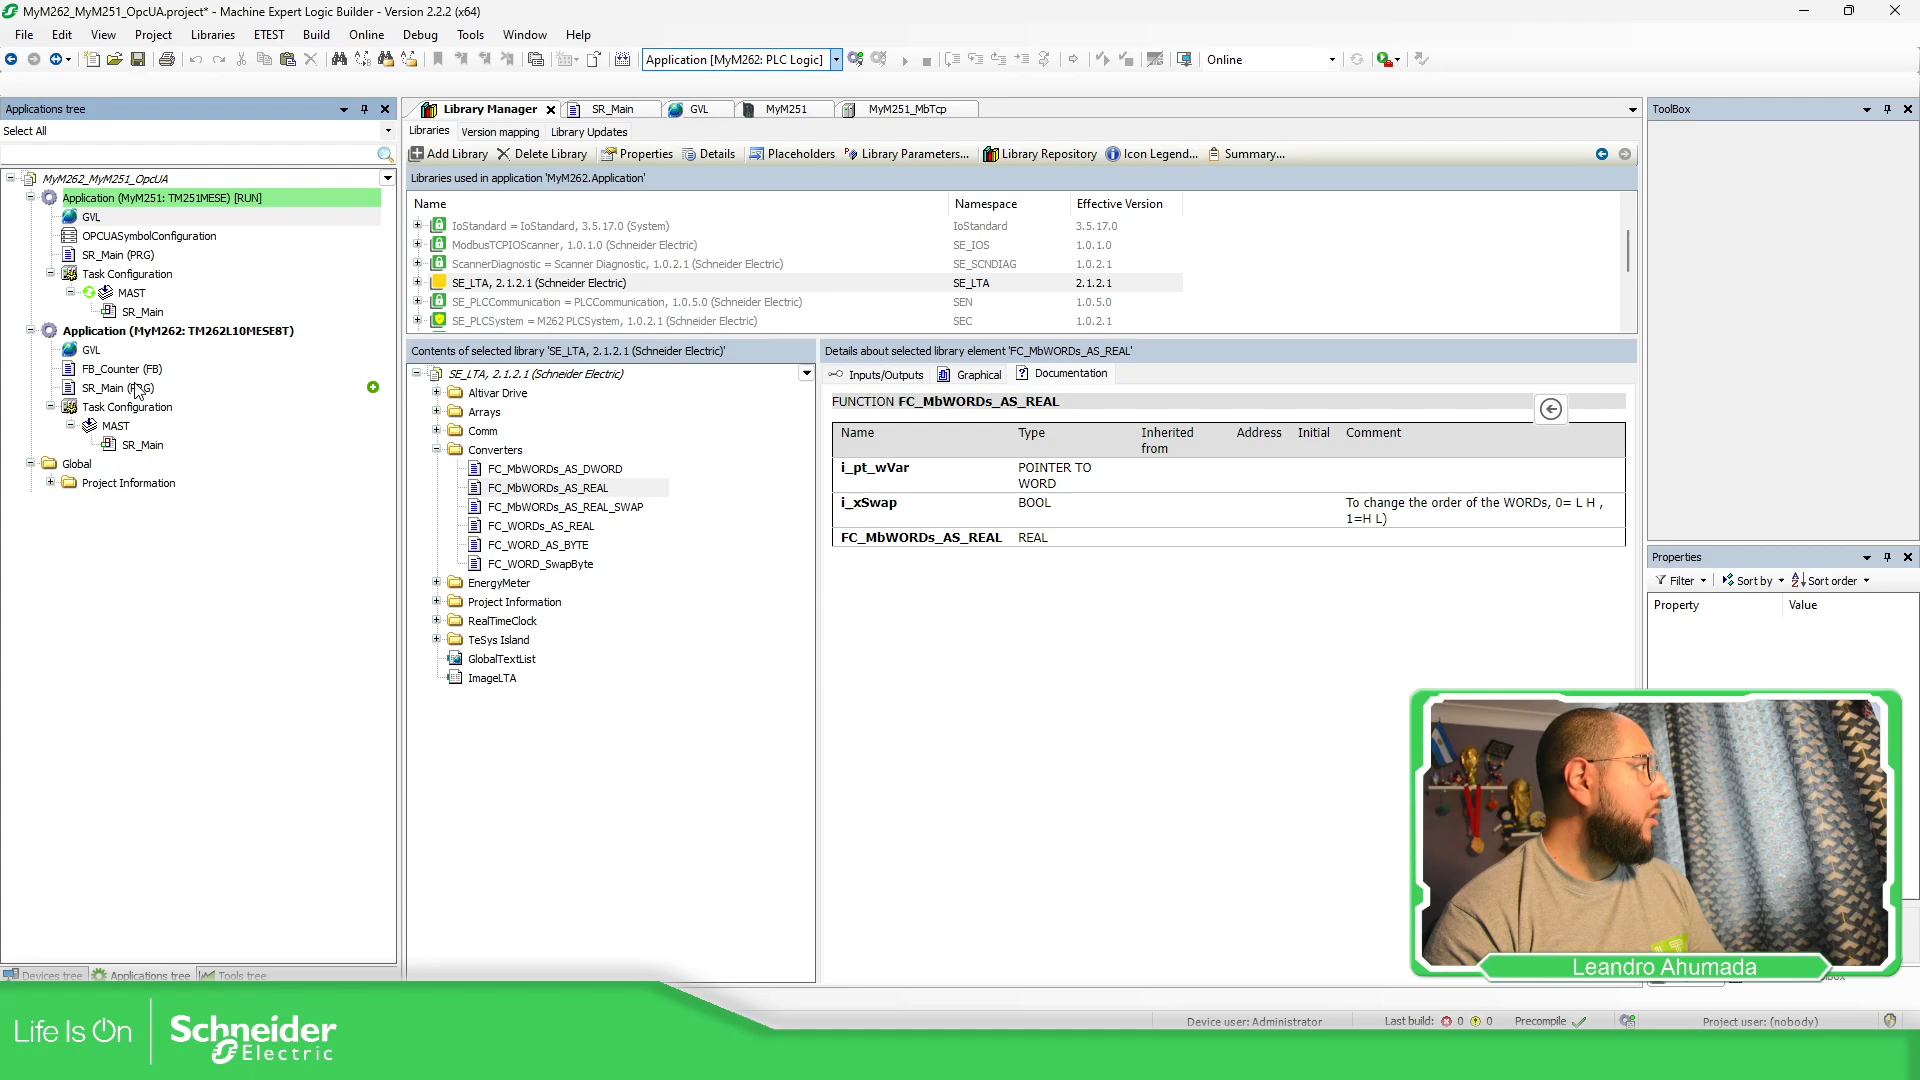 MyM262_MyM251_OpcUA.project* - Machine Expert Logic Builder - Version 2.2.2 (x64)
File Edit View Project Libraries ETEST Build Online Debug Tools Window Help
Application [MyM262: PLC Logic] Online
Applications tree
Select All
MyM262_MyM251_OpcUA
Application (MyM251: TM251MESE) [RUN]
GVL
OPCUASymbolConfiguration
SR_Main (PRG)
Task Configuration
MAST
SR_Main
Application (MyM262: TM262L10MESE8T)
GVL
FB_Counter (FB)
SR_Main (PRG)
Task Configuration
MAST
SR_Main
Global
Project Information
Devices tree Applications tree Tools tree
Library Manager SR_Main GVL MyM251 MyM251_MbTcp
Libraries Version mapping Library Updates
Add Library Delete Library Properties Details Placeholders Library Parameters... Library Repository Icon Legend... Summary...
Libraries used in application 'MyM262.Application'
Name Namespace Effective Version
IoStandard = IoStandard, 3.5.17.0 (System) IoStandard 3.5.17.0
ModbusTCPIOScanner, 1.0.1.0 (Schneider Electric) SE_IOS 1.0.1.0
ScannerDiagnostic = Scanner Diagnostic, 1.0.2.1 (Schneider Electric) SE_SCNDIAG 1.0.2.1
SE_LTA, 2.1.2.1 (Schneider Electric) SE_LTA 2.1.2.1
SE_PLCCommunication = PLCCommunication, 1.0.5.0 (Schneider Electric) SEN 1.0.5.0
SE_PLCSystem = M262 PLCSystem, 1.0.2.1 (Schneider Electric) SEC 1.0.2.1
Contents of selected library 'SE_LTA, 2.1.2.1 (Schneider Electric)'
SE_LTA, 2.1.2.1 (Schneider Electric)
Altivar Drive
Arrays
Comm
Converters
FC_MbWORDs_AS_DWORD
FC_MbWORDs_AS_REAL
FC_MbWORDs_AS_REAL_SWAP
FC_WORDs_AS_REAL
FC_WORD_AS_BYTE
FC_WORD_SwapByte
EnergyMeter
Project Information
RealTimeClock
TeSys Island
GlobalTextList
ImageLTA
Details about selected library element 'FC_MbWORDs_AS_REAL'
Inputs/Outputs Graphical Documentation
FUNCTION FC_MbWORDs_AS_REAL
Name Type Inherited from Address Initial Comment
i_pt_wVar POINTER TO WORD
i_xSwap BOOL To change the order of the WORDs, 0= L H , 1=H L)
FC_MbWORDs_AS_REAL REAL
ToolBox
Properties
Filter Sort by Sort order
Property Value
Leandro Ahumada
Device user: Administrator Last build: 0 0 Precompile Project user: (nobody)
Life Is On Schneider Electric